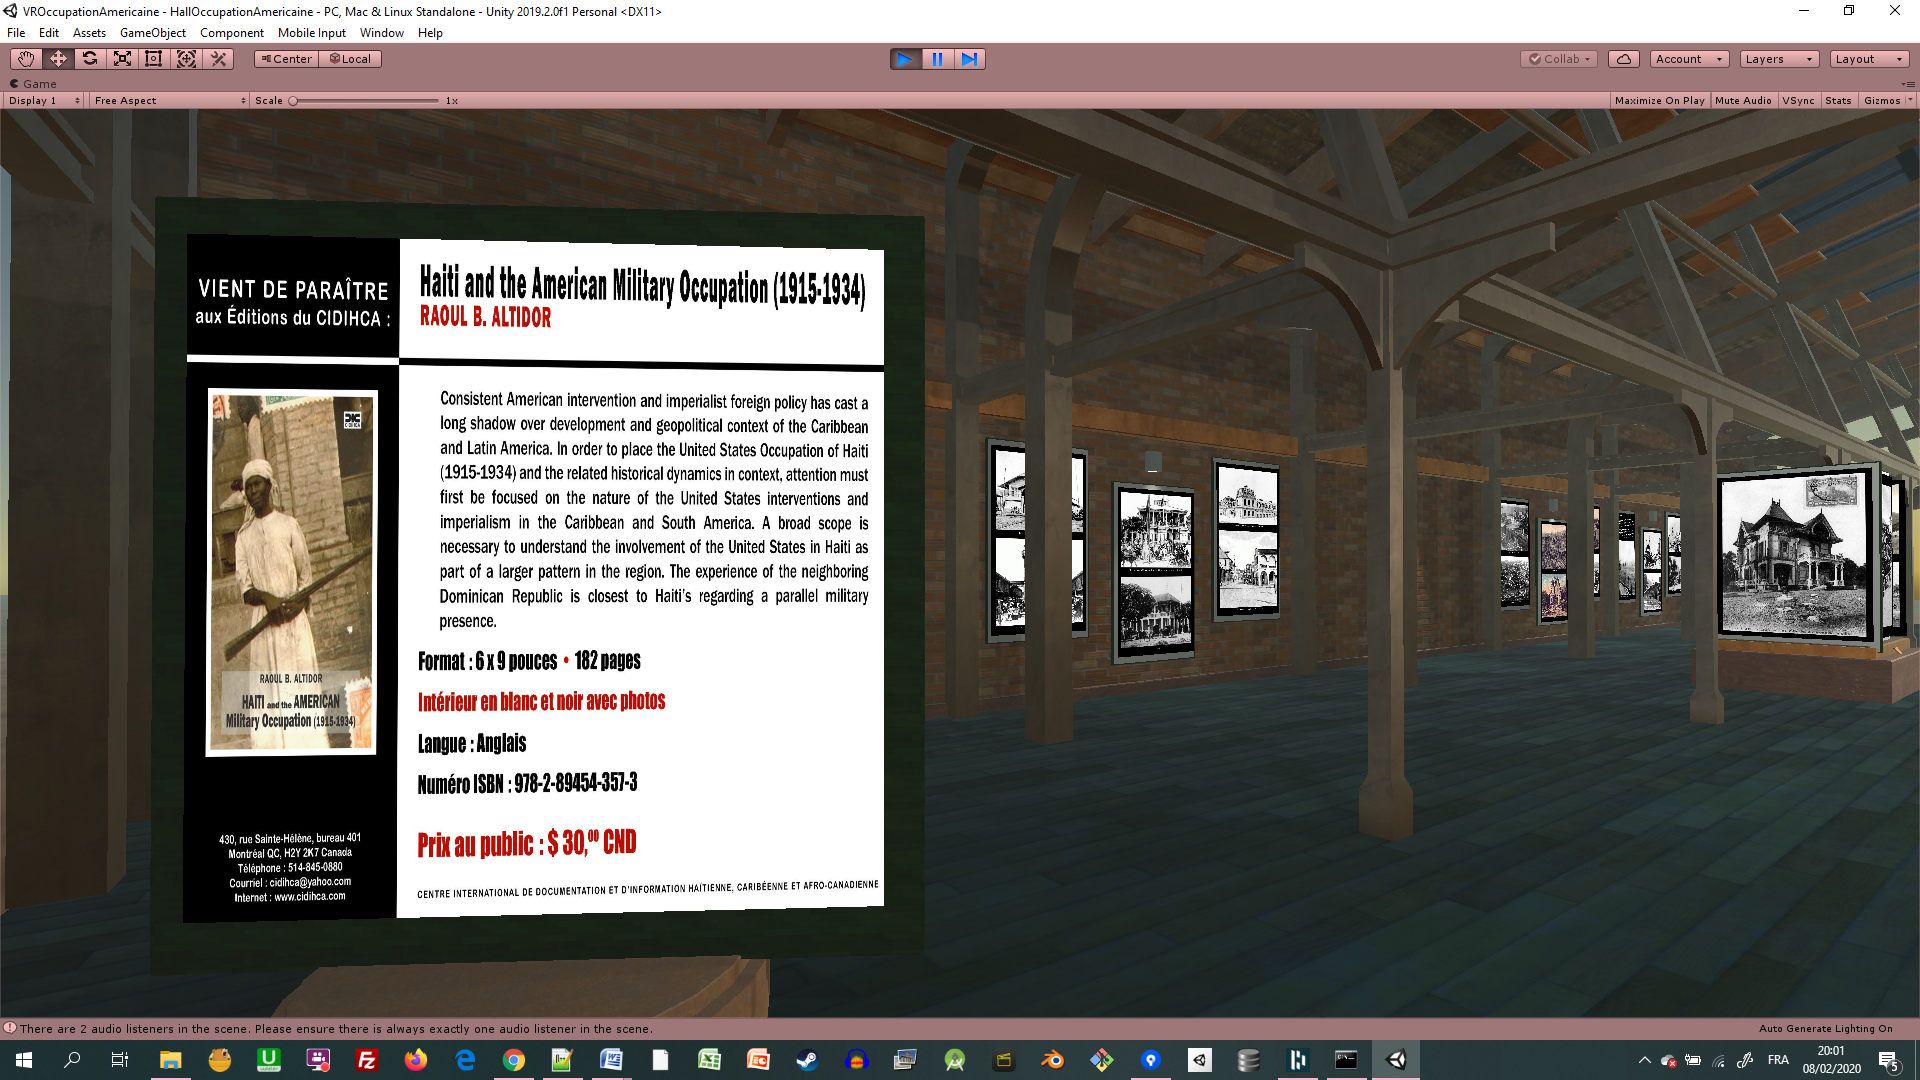 VROccupationAmericaine - HallOccupationAmericaine - PC, Mac & Linux Standalone - Unity 2019.2.0f1 Personal <DX11>
File Edit Assets GameObject Component Mobile Input Window Help
Center Local Collab Account Layers Layout
Game
Display 1 Free Aspect Scale 1x Maximize On Play Mute Audio VSync Stats Gizmos
VIENT DE PARAÎTRE
aux Éditions du CIDIHCA :
Haiti and the American Military Occupation (1915-1934)
RAOUL B. ALTIDOR
Consistent American intervention and imperialist foreign policy has cast a
long shadow over development and geopolitical context of the Caribbean
and Latin America. In order to place the United States Occupation of Haiti
(1915-1934) and the related historical dynamics in context, attention must
first be focused on the nature of the United States interventions and
imperialism in the Caribbean and South America. A broad scope is
necessary to understand the involvement of the United States in Haiti as
part of a larger pattern in the region. The experience of the neighboring
Dominican Republic is closest to Haiti's regarding a parallel military
presence.
Format : 6 x 9 pouces • 182 pages
Intérieur en blanc et noir avec photos
Langue : Anglais
Numéro ISBN : 978-2-89454-357-3
Prix au public : $ 30,00 CND
CENTRE INTERNATIONAL DE DOCUMENTATION ET D'INFORMATION HAÏTIENNE, CARIBÉENNE ET AFRO-CANADIENNE
CIDIHCA
RAOUL B. ALTIDOR
HAITI and the AMERICAN
Military Occupation (1915-1934)
430, rue Sainte-Hélène, bureau 401
Montréal QC, H2Y 2K7 Canada
Téléphone : 514-845-0880
Courriel : cidihca@yahoo.com
Internet : www.cidihca.com
There are 2 audio listeners in the scene. Please ensure there is always exactly one audio listener in the scene.
Auto Generate Lighting On
FRA
20:01
08/02/2020
5